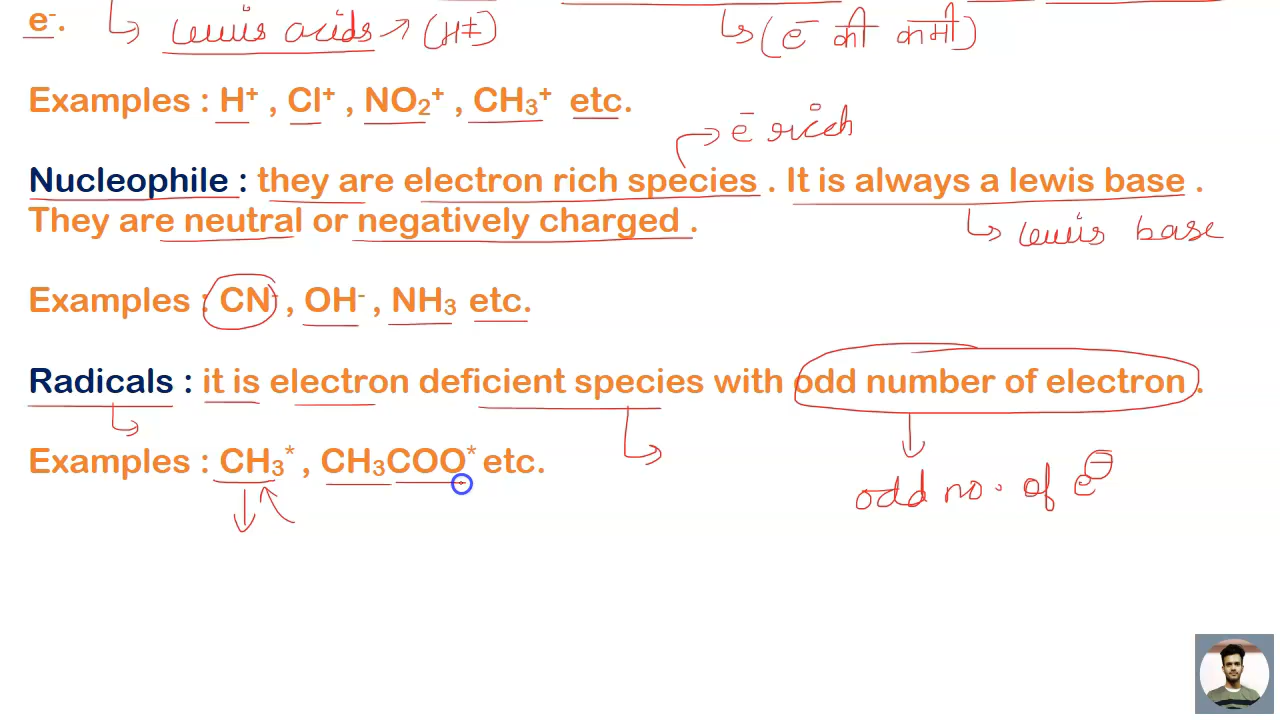 e⁻.
Lewis acids → (H+)
(e⁻ की कमी)
Examples : H⁺ , Cl⁺ , NO₂⁺ , CH₃⁺ etc.
e⁻ rich
Nucleophile : they are electron rich species . It is always a lewis base .
They are neutral or negatively charged .
lewis base
Examples : CN⁻ , OH⁻ , NH₃ etc.
Radicals : it is electron deficient species with odd number of electron .
Examples : CH₃* , CH₃COO* etc.
odd no. of e⊖